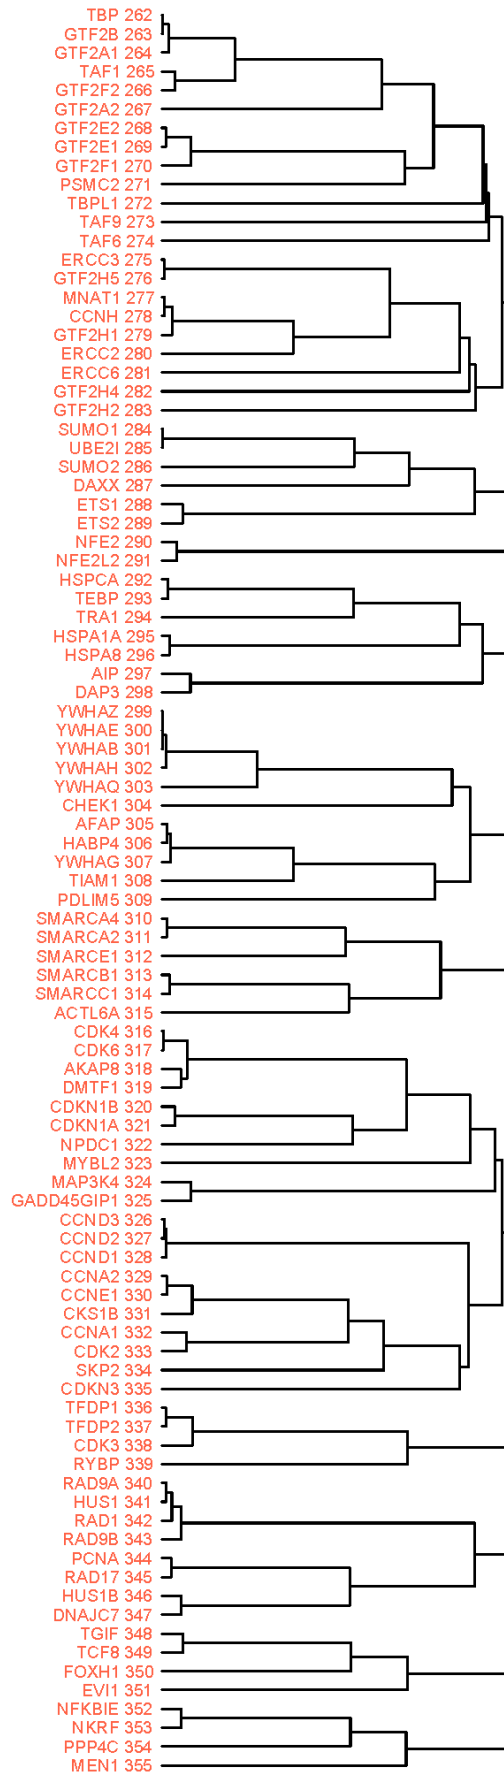 TBP 262
GTF2B 263
GTF2A1 264
TAF1 265
GTF2F2 266
GTF2A2 267
GTF2E2 268
GTF2E1 269
GTF2F1 270
PSMC2 271
TBPL1 272
TAF9 273
TAF6 274
ERCC3 275
GTF2H5 276
MNAT1 277
CCNH 278
GTF2H1 279
ERCC2 280
ERCC6 281
GTF2H4 282
GTF2H2 283
SUMO1 284
UBE2I 285
SUMO2 286
DAXX 287
ETS1 288
ETS2 289
NFE2 290
NFE2L2 291
HSPCA 292
TEBP 293
TRA1 294
HSPA1A 295
HSPA8 296
AIP 297
DAP3 298
YWHAZ 299
YWHAE 300
YWHAB 301
YWHAH 302
YWHAQ 303
CHEK1 304
AFAP 305
HABP4 306
YWHAG 307
TIAM1 308
PDLIM5 309
SMARCA4 310
SMARCA2 311
SMARCE1 312
SMARCB1 313
SMARCC1 314
ACTL6A 315
CDK4 316
CDK6 317
AKAP8 318
DMTF1 319
CDKN1B 320
CDKN1A 321
NPDC1 322
MYBL2 323
MAP3K4 324
GADD45GIP1 325
CCND3 326
CCND2 327
CCND1 328
CCNA2 329
CCNE1 330
CKS1B 331
CCNA1 332
CDK2 333
SKP2 334
CDKN3 335
TFDP1 336
TFDP2 337
CDK3 338
RYBP 339
RAD9A 340
HUS1 341
RAD1 342
RAD9B 343
PCNA 344
RAD17 345
HUS1B 346
DNAJC7 347
TGIF 348
TCF8 349
FOXH1 350
EVI1 351
NFKBIE 352
NKRF 353
PPP4C 354
MEN1 355